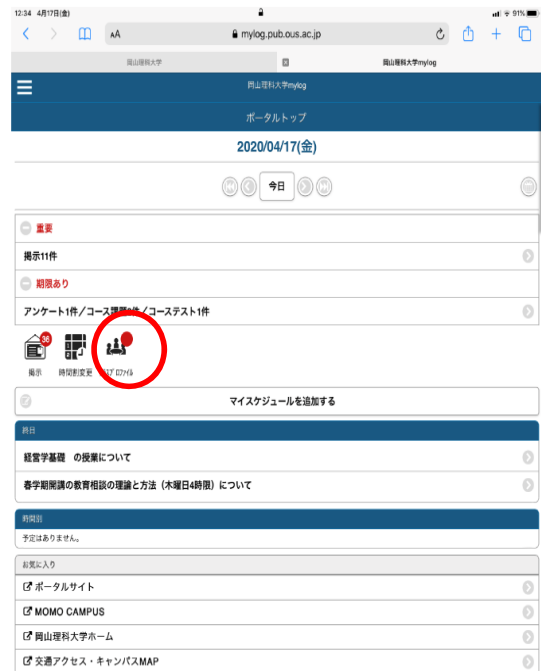 12:34 4月17日(金)
91%
AA
mylog.pub.ous.ac.jp
岡山理科大学
岡山理科大学mylog
岡山理科大学mylog
ポータルトップ
2020/04/17(金)
今日
重要
掲示11件
期限あり
アンケート1件／コース課題 件／コーステスト1件
36
掲示
時間割変更
マイスケジュールを追加する
終日
経営学基礎 の授業について
春学期開講の教育相談の理論と方法（木曜日4時限）について
時間別
予定はありません。
お気に入り
ポータルサイト
MOMO CAMPUS
岡山理科大学ホーム
交通アクセス・キャンパスMAP